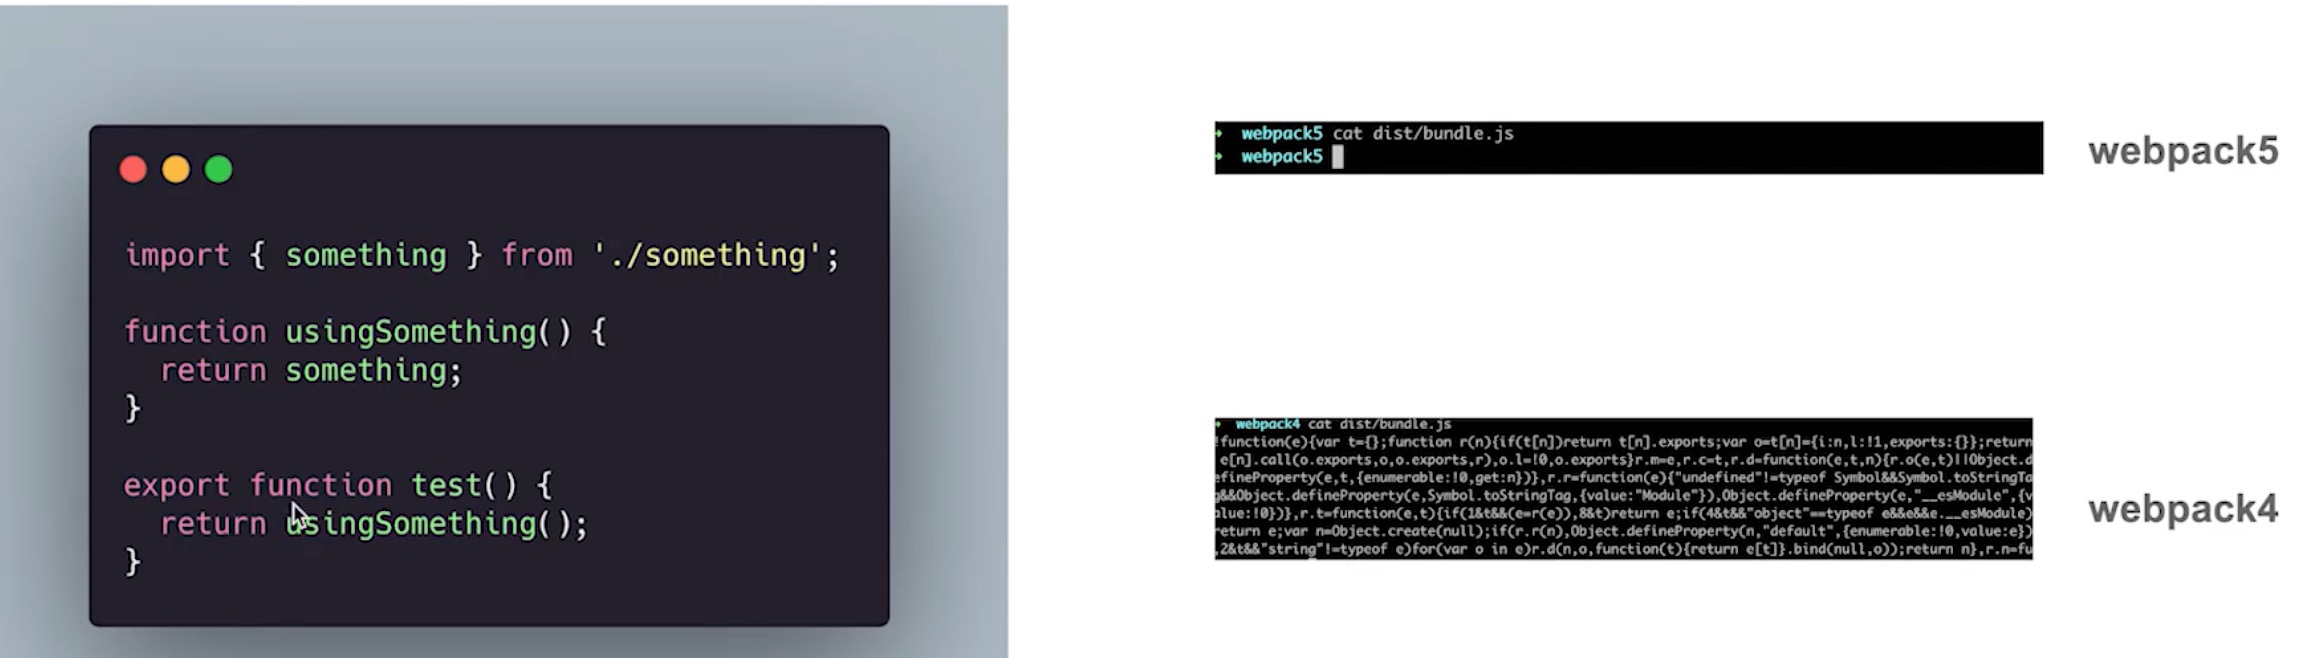 import { something } from './something';
function usingSomething() {
return something;
}
export function test() {
return usingSomething();
}
webpack5 cat dist/bundle.js
webpack5
webpack5
webpack4 cat dist/bundle.js
!function(e){var t={};function r(n){if(t[n])return t[n].exports;var o=t[n]={i:n,l:!1,exports:{}};return
e[n].call(o.exports,o,o.exports,r),o.l=!0,o.exports}r.m=e,r.c=t,r.d=function(e,t,n){r.o(e,t)||Object.d
efineProperty(e,t,{enumerable:!0,get:n})},r.r=function(e){"undefined"!=typeof Symbol&&Symbol.toStringTa
g&&Object.defineProperty(e,Symbol.toStringTag,{value:"Module"}),Object.defineProperty(e,"__esModule",{v
alue:!0})},r.t=function(e,t){if(1&t&&(e=r(e)),8&t)return e;if(4&t&&"object"==typeof e&&e&&e.__esModule)
return e;var n=Object.create(null);if(r.r(n),Object.defineProperty(n,"default",{enumerable:!0,value:e})
,2&t&&"string"!=typeof e)for(var o in e)r.d(n,o,function(t){return e[t]}.bind(null,o));return n},r.n=fu
webpack4